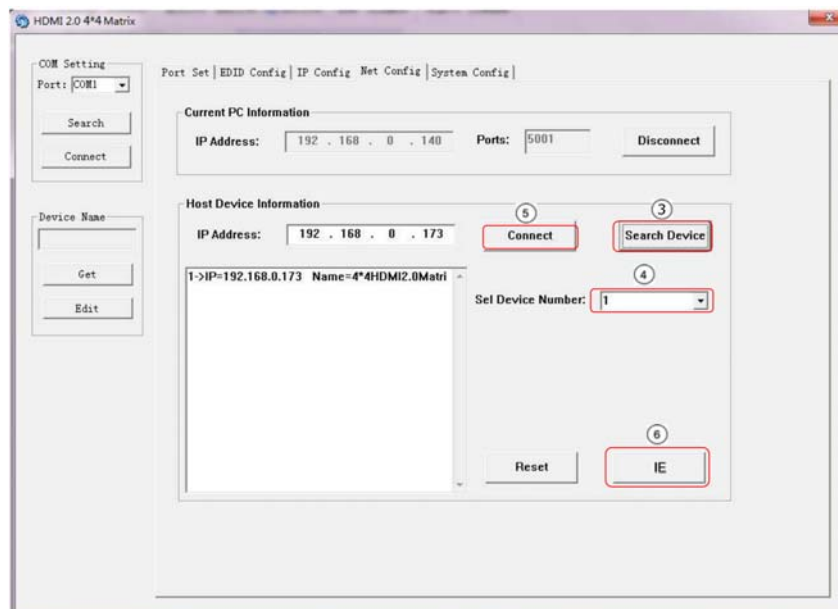 HDMI 2.0 4*4 Matrix
COM Setting
Port: COM1
Search
Connect
Device Name
Get
Edit
Port Set EDID Config IP Config Net Config System Config
Current PC Information
IP Address: 192 . 168 . 0 . 140 Ports: 5001 Disconnect
Host Device Information
⑤ ③
IP Address: 192 . 168 . 0 . 173 Connect Search Device
1->IP=192.168.0.173 Name=4*4HDMI2.0Matri
④
Sel Device Number: 1
⑥
Reset IE